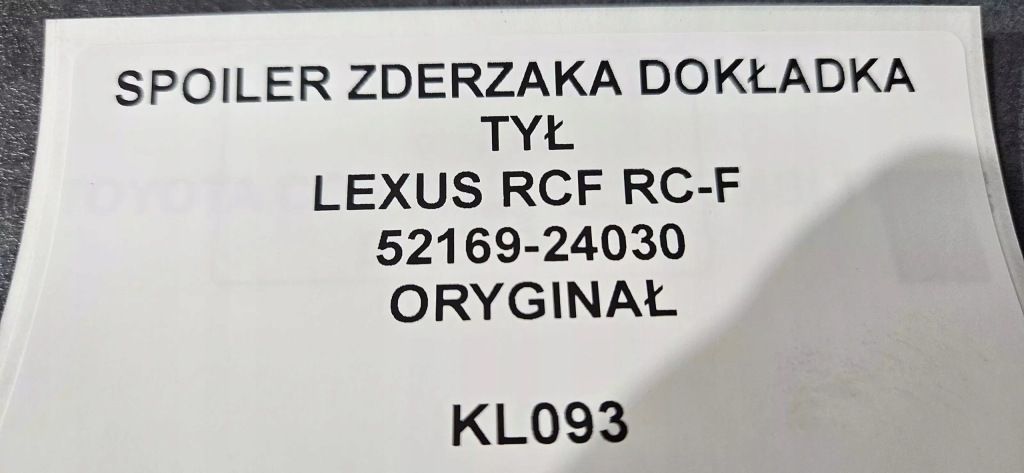 SPOILER ZDERZAKA DOKŁADKA
TYŁ
LEXUS RCF RC-F
52169-24030
ORYGINAŁ
KL093